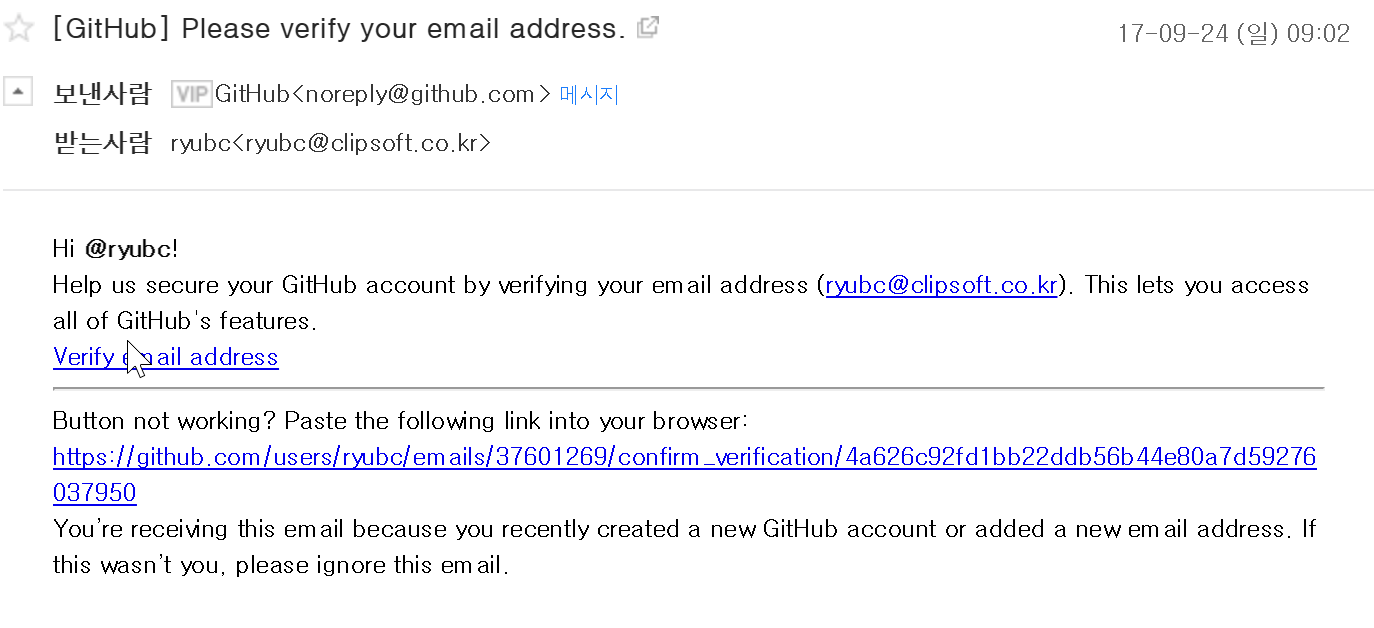 [GitHub] Please verify your email address.
17-09-24 (일) 09:02
보낸사람 VIP GitHub<noreply@github.com> 메시지
받는사람 ryubc<ryubc@clipsoft.co.kr>
Hi @ryubc!
Help us secure your GitHub account by verifying your email address (ryubc@clipsoft.co.kr). This lets you access
all of GitHub's features.
Verify email address
Button not working? Paste the following link into your browser:
https://github.com/users/ryubc/emails/37601269/confirm_verification/4a626c92fd1bb22ddb56b44e80a7d59276
037950
You’re receiving this email because you recently created a new GitHub account or added a new email address. If
this wasn’t you, please ignore this email.